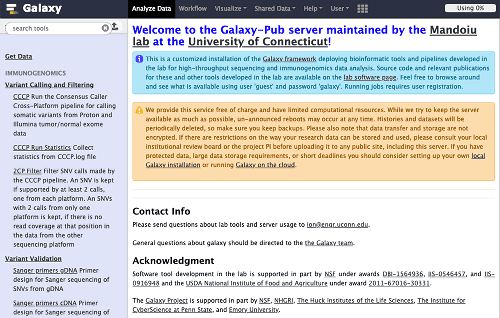 Galaxy
Analyze Data
Workflow
Visualize
Shared Data
Help
User
Using 0%
search tools
Get Data
IMMUNOGENOMICS
Variant Calling and Filtering
CCCP Run the Consensus Caller
Cross-Platform pipeline for calling
somatic variants from Proton and
Illumina tumor/normal exome
data
CCCP Run Statistics Collect
statistics from CCCP.log file
2CP Filter Filter SNV calls made
by the CCCP pipeline. An SNV is
kept if supported by at least 2 calls,
one from each platform. An SNVs
with 2 calls from only one
platform is kept, if there is no
read coverage at that position in
the data from the other
sequencing platform
Variant Validation
Sanger primers gDNA Primer
design for Sanger sequencing of
SNVs from gDNA
Sanger primers cDNA Primer
design for Sanger sequencing of
Welcome to the Galaxy-Pub server maintained by the Mandoiu
lab at the University of Connecticut!
This is a customized installation of the Galaxy framework deploying bioinformatic tools and pipelines developed in
the lab for high-throughput sequencing and immunogenomics data analysis. Source code and relevant publications
for these and other tools developed in the lab are available on the lab software page. Feel free to browse around
and see what is available using user 'guest' and password 'galaxy'. Running jobs requires user registration.
We provide this service free of charge and have limited computational resources. While we try to keep the server
available as much as possible, un-announced reboots may occur at any time. Histories and datasets will be
periodically deleted, so make sure you keep backups. Please also note that data transfer and storage are not
encrypted. If there are restrictions on the way your research data can be stored and used, please consult your local
institutional review board or the project PI before uploading it to any public site, including this server. If you have
protected data, large data storage requirements, or short deadlines you should consider setting up your own local
Galaxy installation or running Galaxy on the cloud.
Contact Info
Please send questions about lab tools and server usage to ion@engr.uconn.edu.
General questions about galaxy should be directed to the the Galaxy team.
Acknowledgment
Software tool development in the lab is supported in part by NSF under awards DBI-1564936, IIS-0546457, and IIS-
0916948 and the USDA National Institute of Food and Agriculture under award 2011-67016-30331.
The Galaxy Project is supported in part by NSF, NHGRI, The Huck Institutes of the Life Sciences, The Institute for
CyberScience at Penn State, and Emory University.